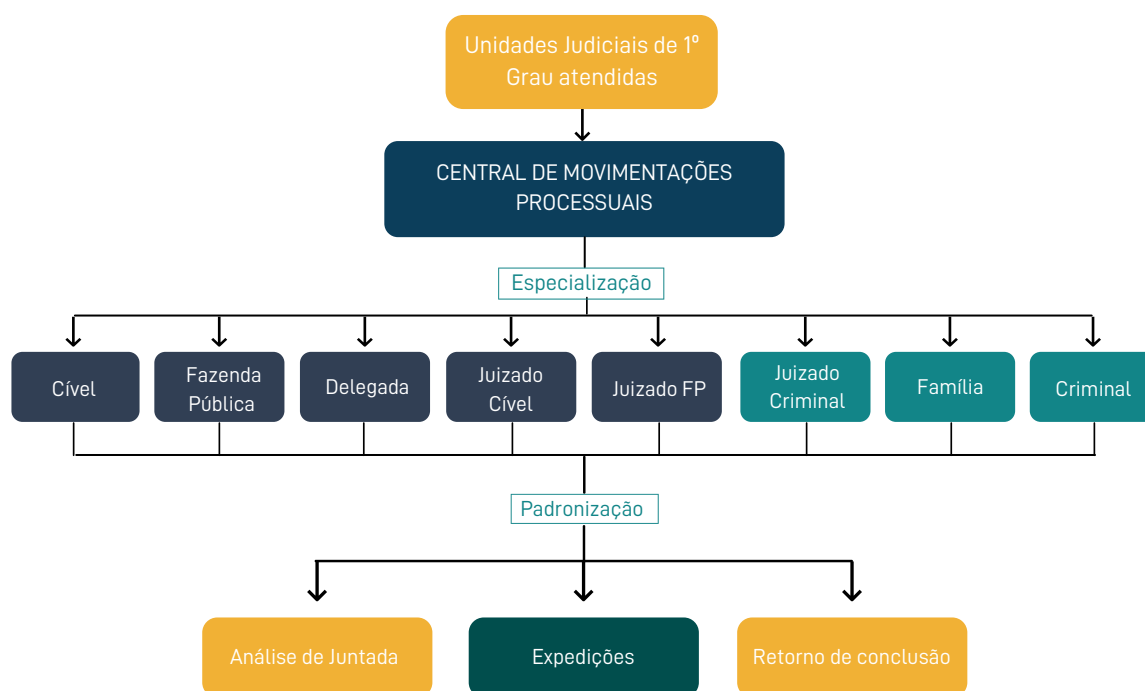 Unidades Judiciais de 1º
Grau atendidas
CENTRAL DE MOVIMENTAÇÕES
PROCESSUAIS
Especialização
Cível
Fazenda
Pública
Delegada
Juizado
Cível
Juizado FP
Juizado
Criminal
Família
Criminal
Padronização
Análise de Juntada
Expedições
Retorno de conclusão